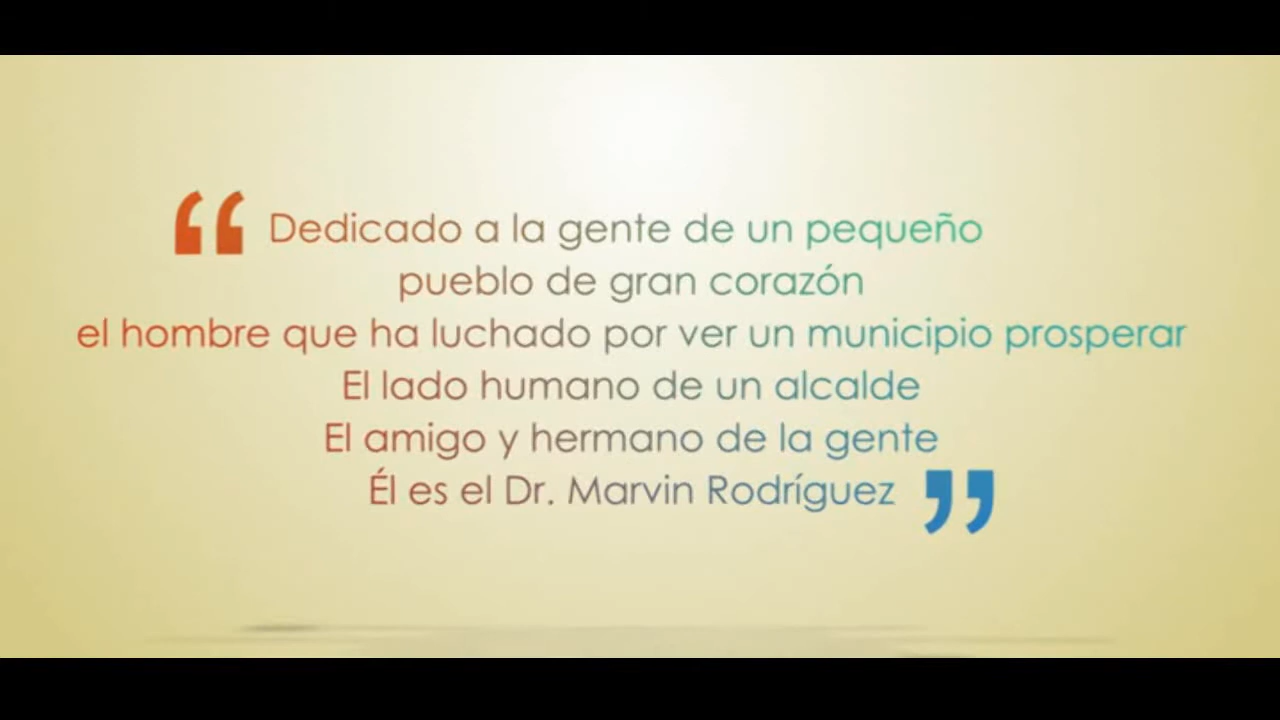 “ Dedicado a la gente de un pequeño
pueblo de gran corazón
el hombre que ha luchado por ver un municipio prosperar
El lado humano de un alcalde
El amigo y hermano de la gente
Él es el Dr. Marvin Rodríguez ”